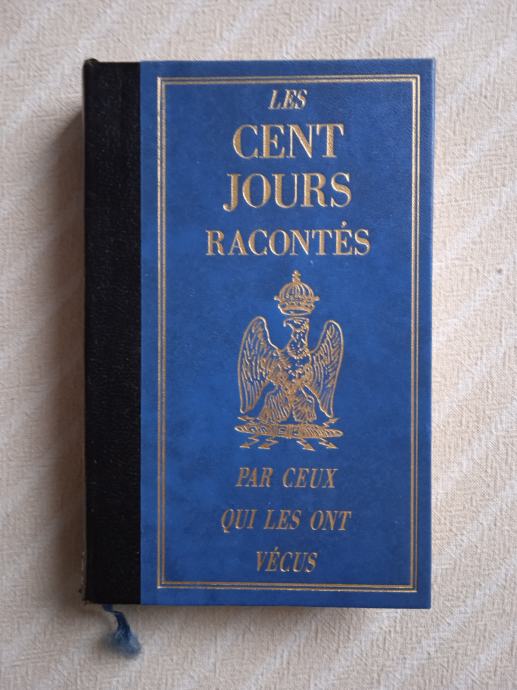 LES
CENT
JOURS
RACONTÉS
PAR CEUX
QUI LES ONT
VÉCUS